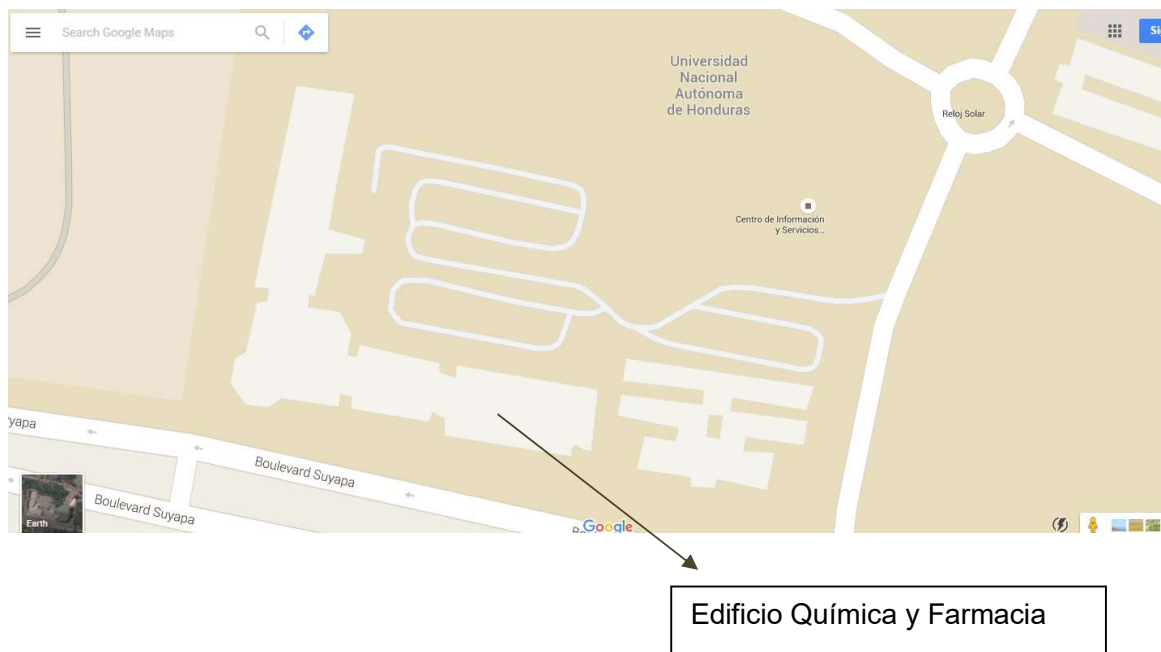 Search Google Maps
Sig
Universidad
Nacional
Autónoma
de Honduras
Reloj Solar
Centro de Información
y Servicios...
yapa
Boulevard Suyapa
Boulevard Suyapa
Earth
Google
Edificio Química y Farmacia